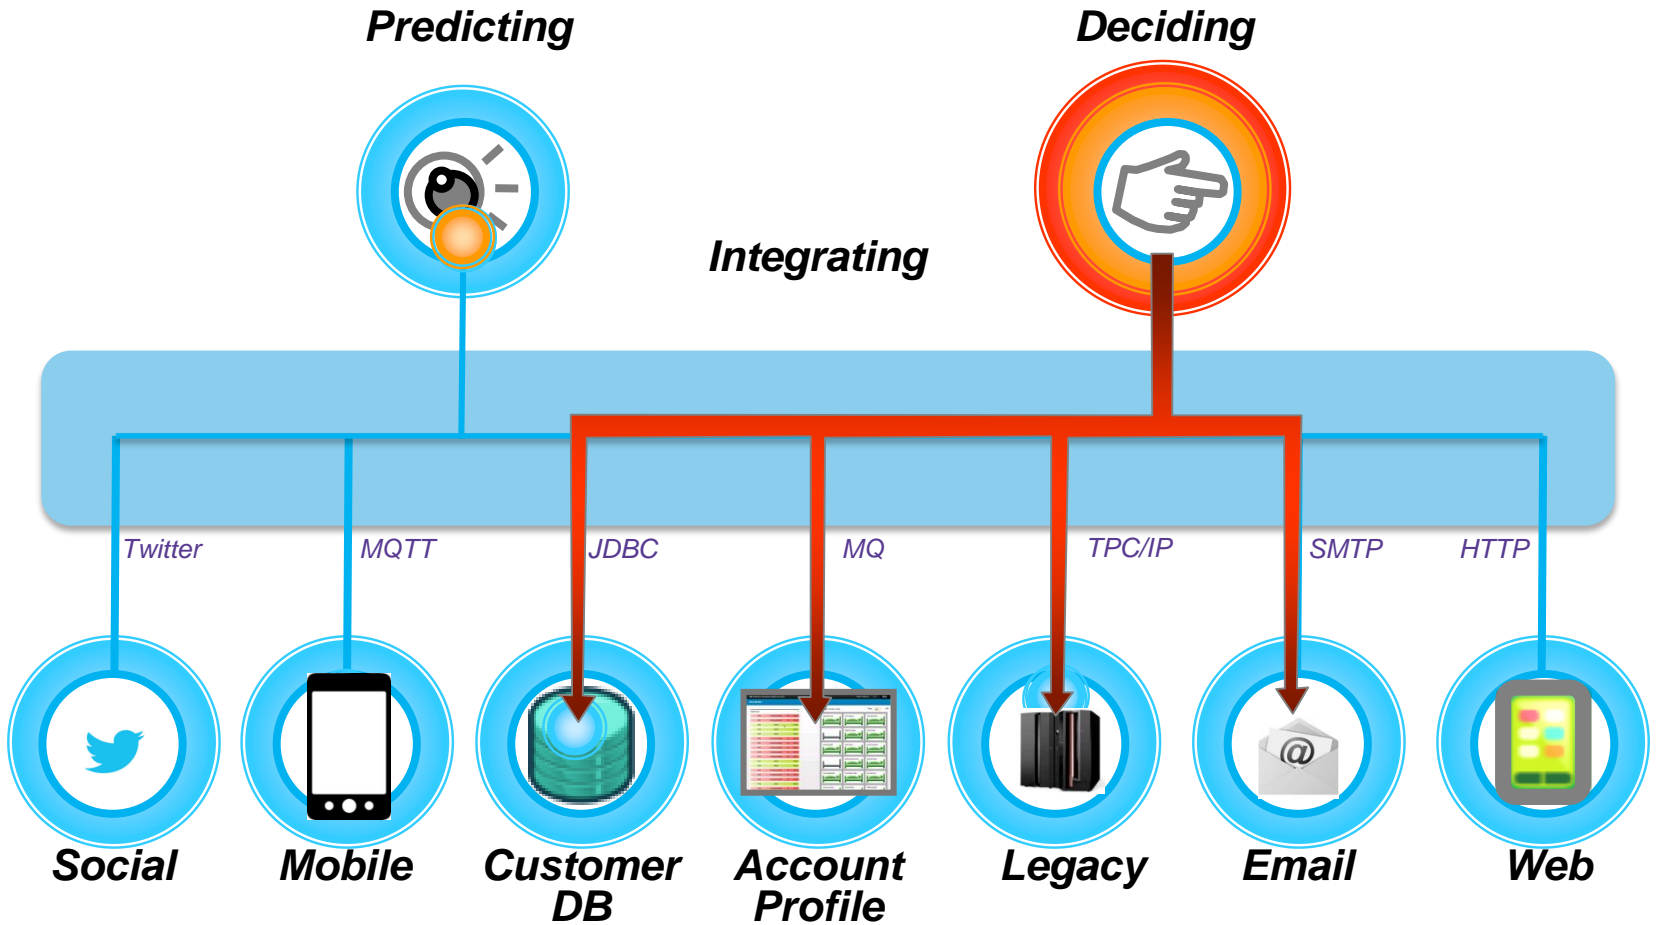 Predicting
Deciding
Integrating
Twitter
MQTT
JDBC
MQ
TPC/IP
SMTP
HTTP
@
Social
Mobile
Customer
DB
Account
Profile
Legacy
Email
Web